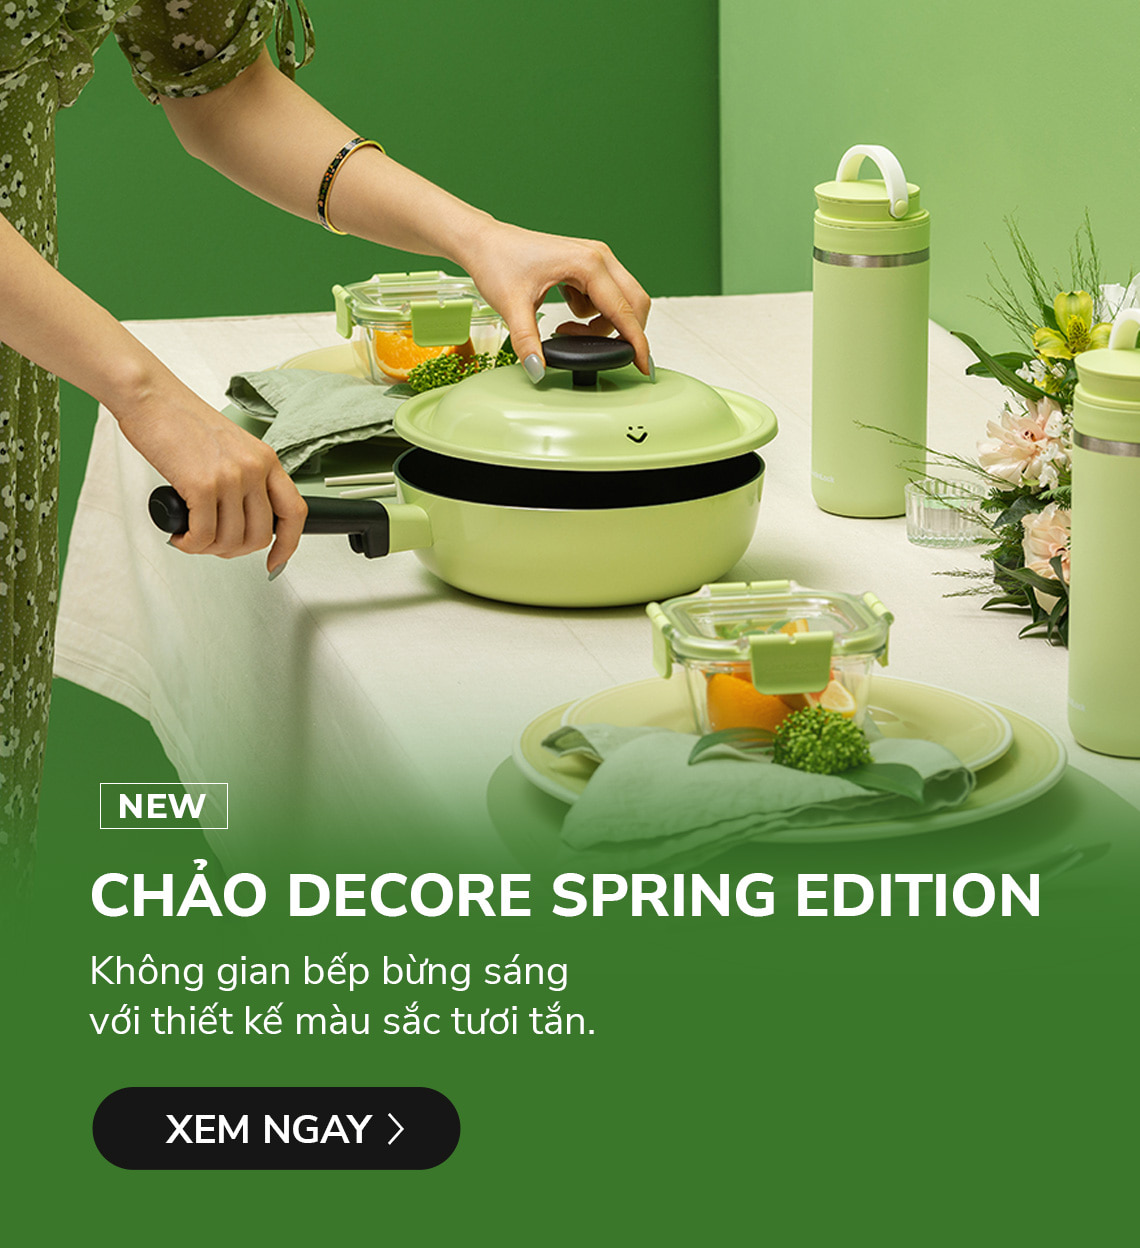 NEW
CHẢO DECORE SPRING EDITION
Không gian bếp bừng sáng
với thiết kế màu sắc tươi tắn.
XEM NGAY